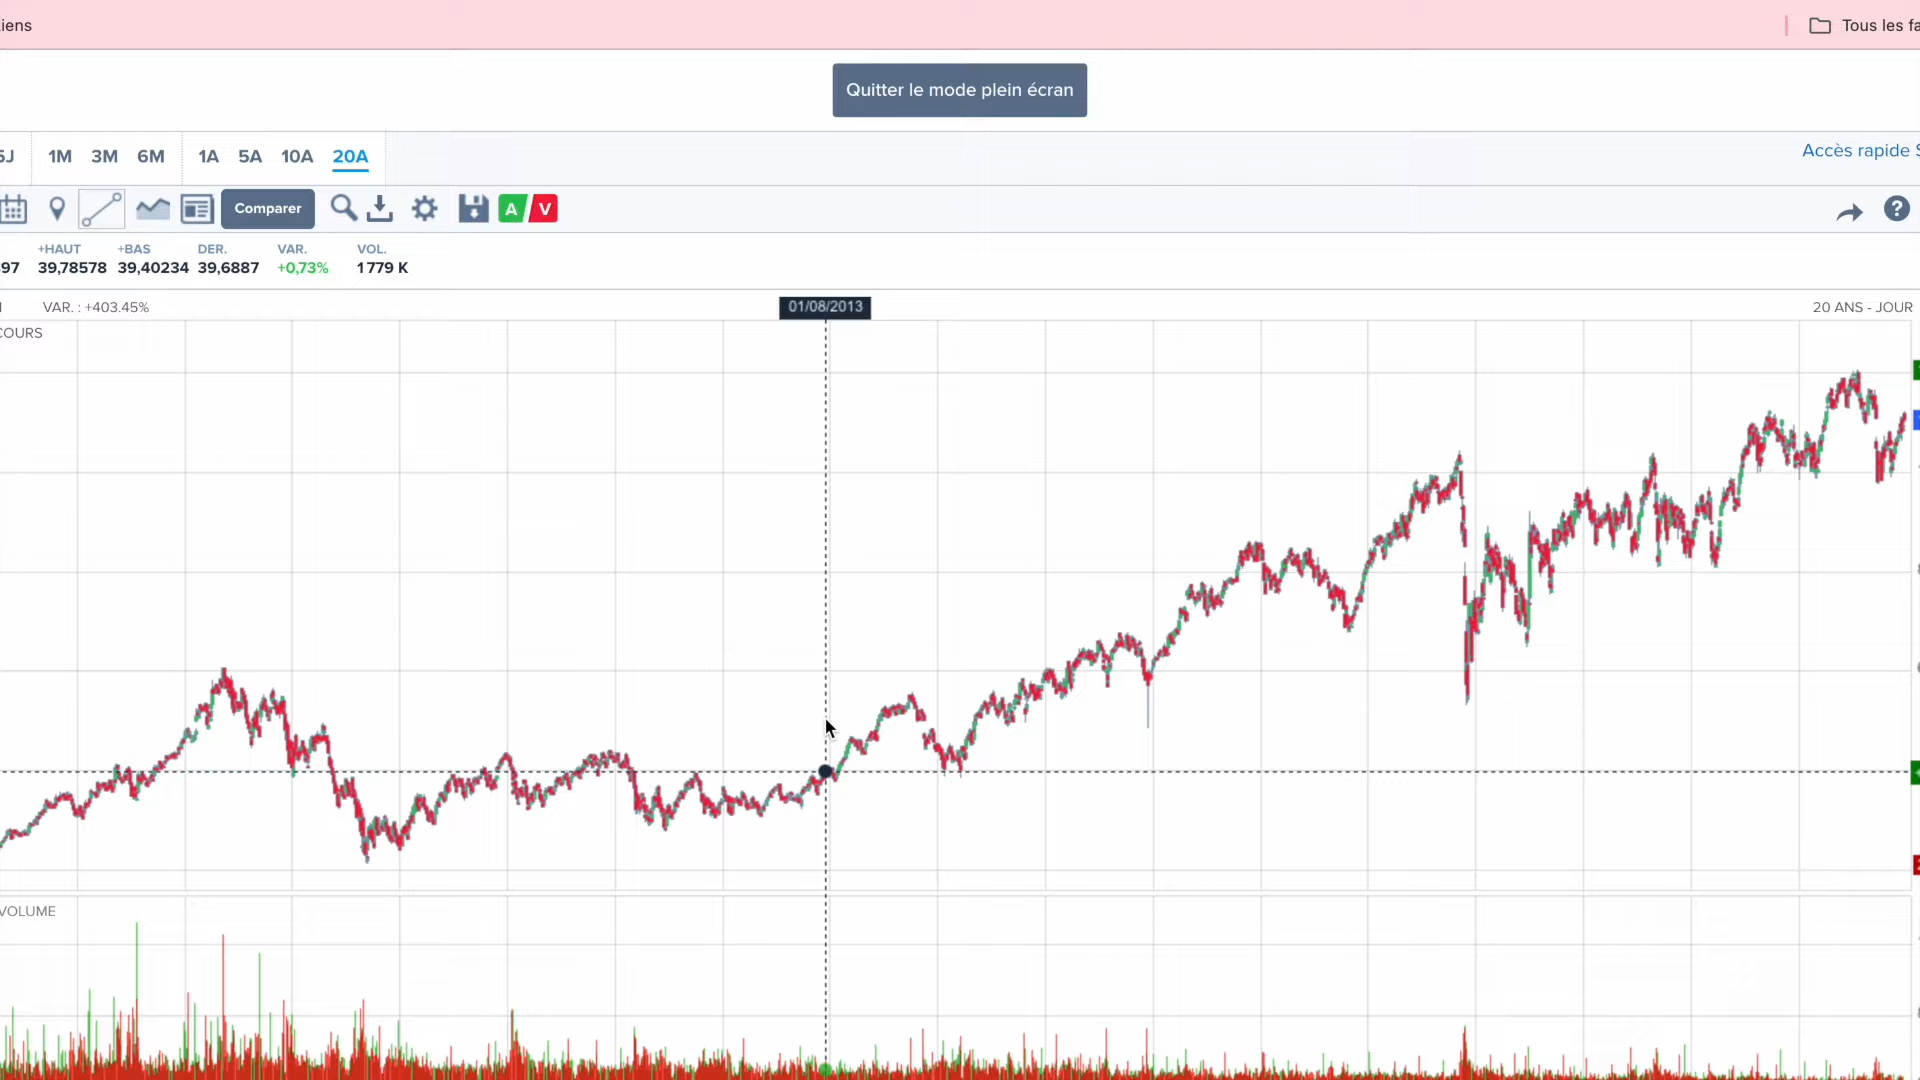 iens
Tous les fa
Quitter le mode plein écran
5J 1M 3M 6M 1A 5A 10A 20A
Accès rapide S
Comparer
A V
?
+HAUT +BAS DER. VAR. VOL.
397 39,78578 39,40234 39,6887 +0,73% 1 779 K
VAR. : +403.45%
01/08/2013
20 ANS - JOUR
COURS
VOLUME